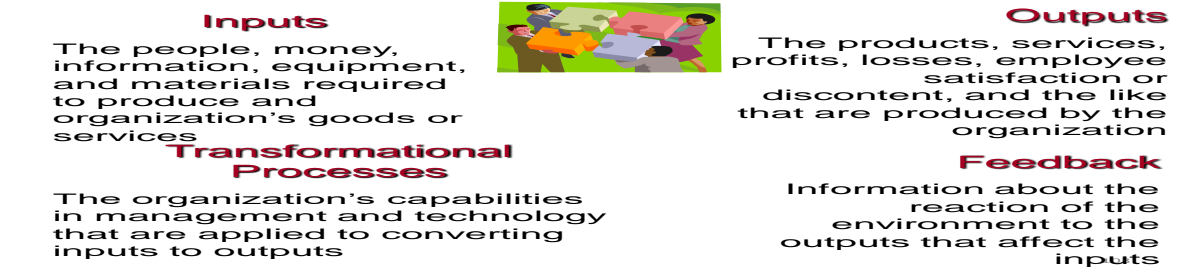 Inputs
The people, money,
information, equipment,
and materials required
to produce and
organization’s goods or
services
Transformational
Processes
The organization’s capabilities
in management and technology
that are applied to converting
inputs to outputs
Outputs
The products, services,
profits, losses, employee
satisfaction or
discontent, and the like
that are produced by the
organization
Feedback
Information about the
reaction of the
environment to the
outputs that affect the
inputs